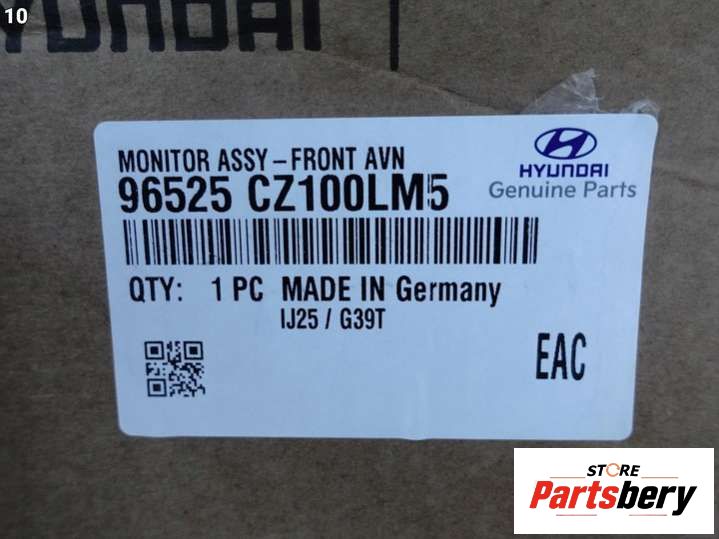 10
HYUNDAI
MONITOR ASSY-FRONT AVN
96525 CZ100LM5
HYUNDAI
Genuine Parts
QTY: 1 PC MADE IN Germany
IJ25 / G39T
EAC
STORE
Partsbery